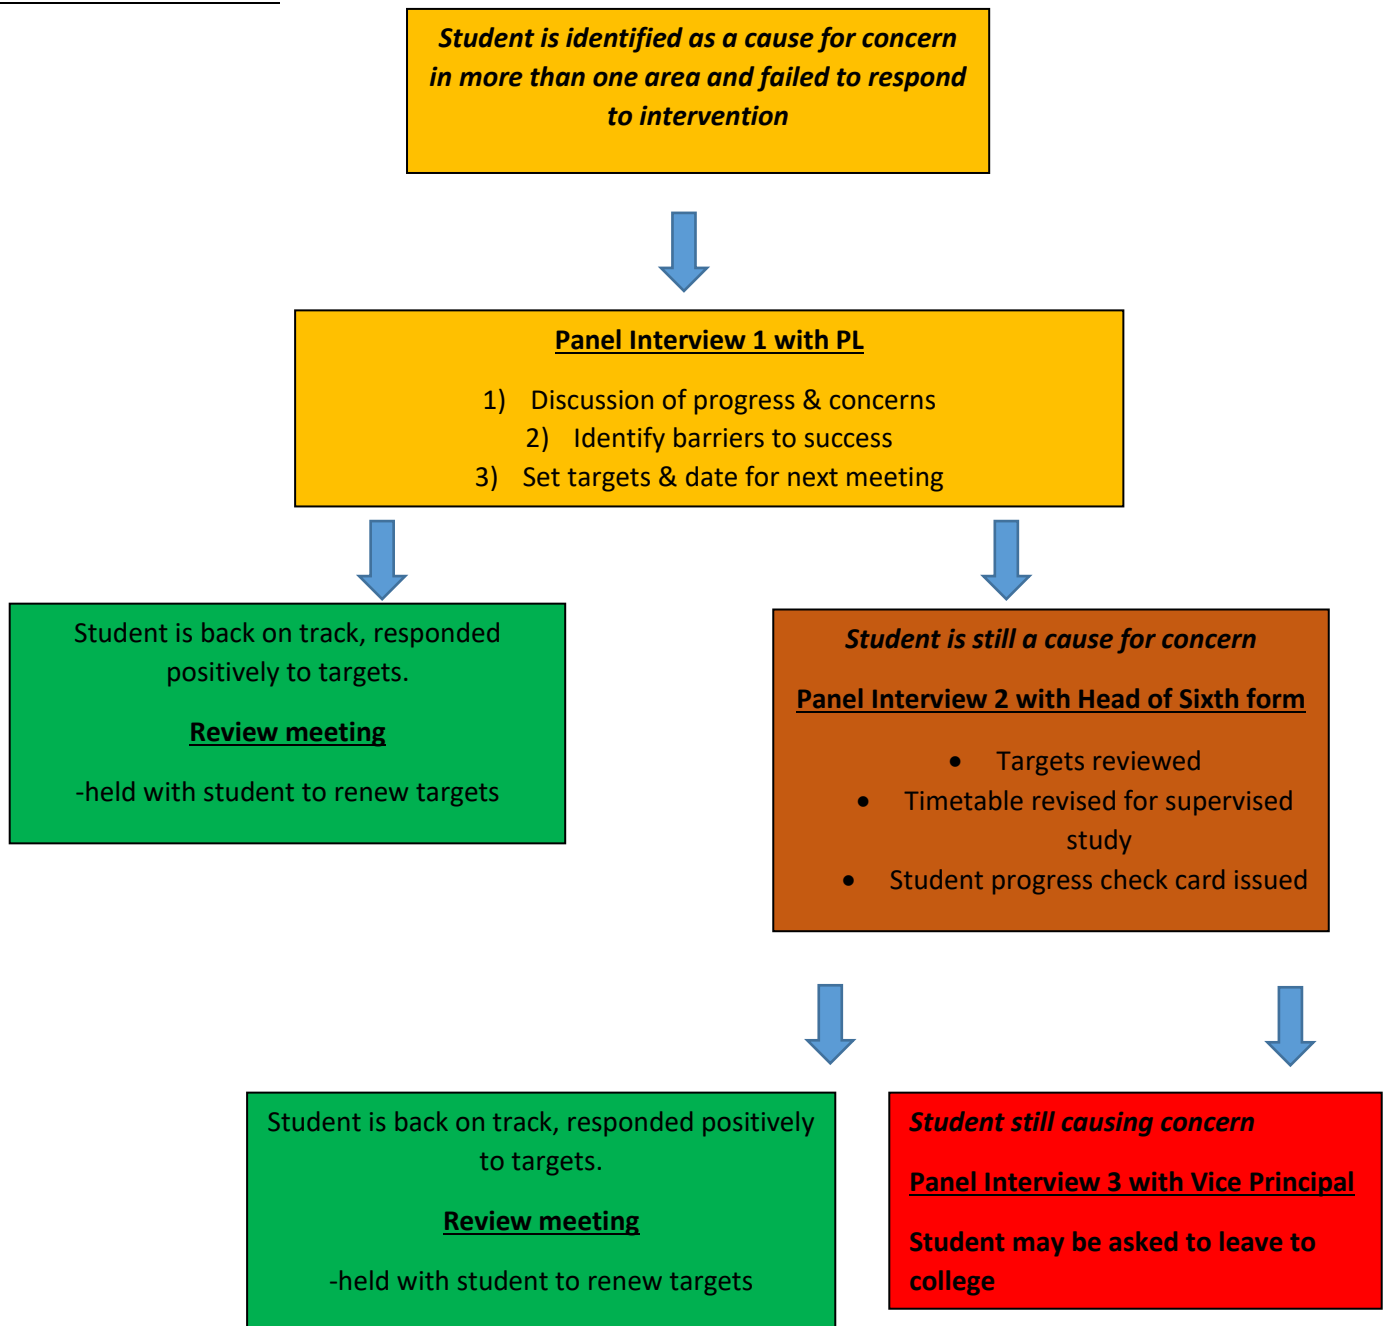 Student is identified as a cause for concern
in more than one area and failed to respond
to intervention
Panel Interview 1 with PL
1) Discussion of progress & concerns
2) Identify barriers to success
3) Set targets & date for next meeting
Student is back on track, responded
positively to targets.
Review meeting
-held with student to renew targets
Student is still a cause for concern
Panel Interview 2 with Head of Sixth form
• Targets reviewed
• Timetable revised for supervised
study
• Student progress check card issued
Student is back on track, responded positively
to targets.
Review meeting
-held with student to renew targets
Student still causing concern
Panel Interview 3 with Vice Principal
Student may be asked to leave to
college